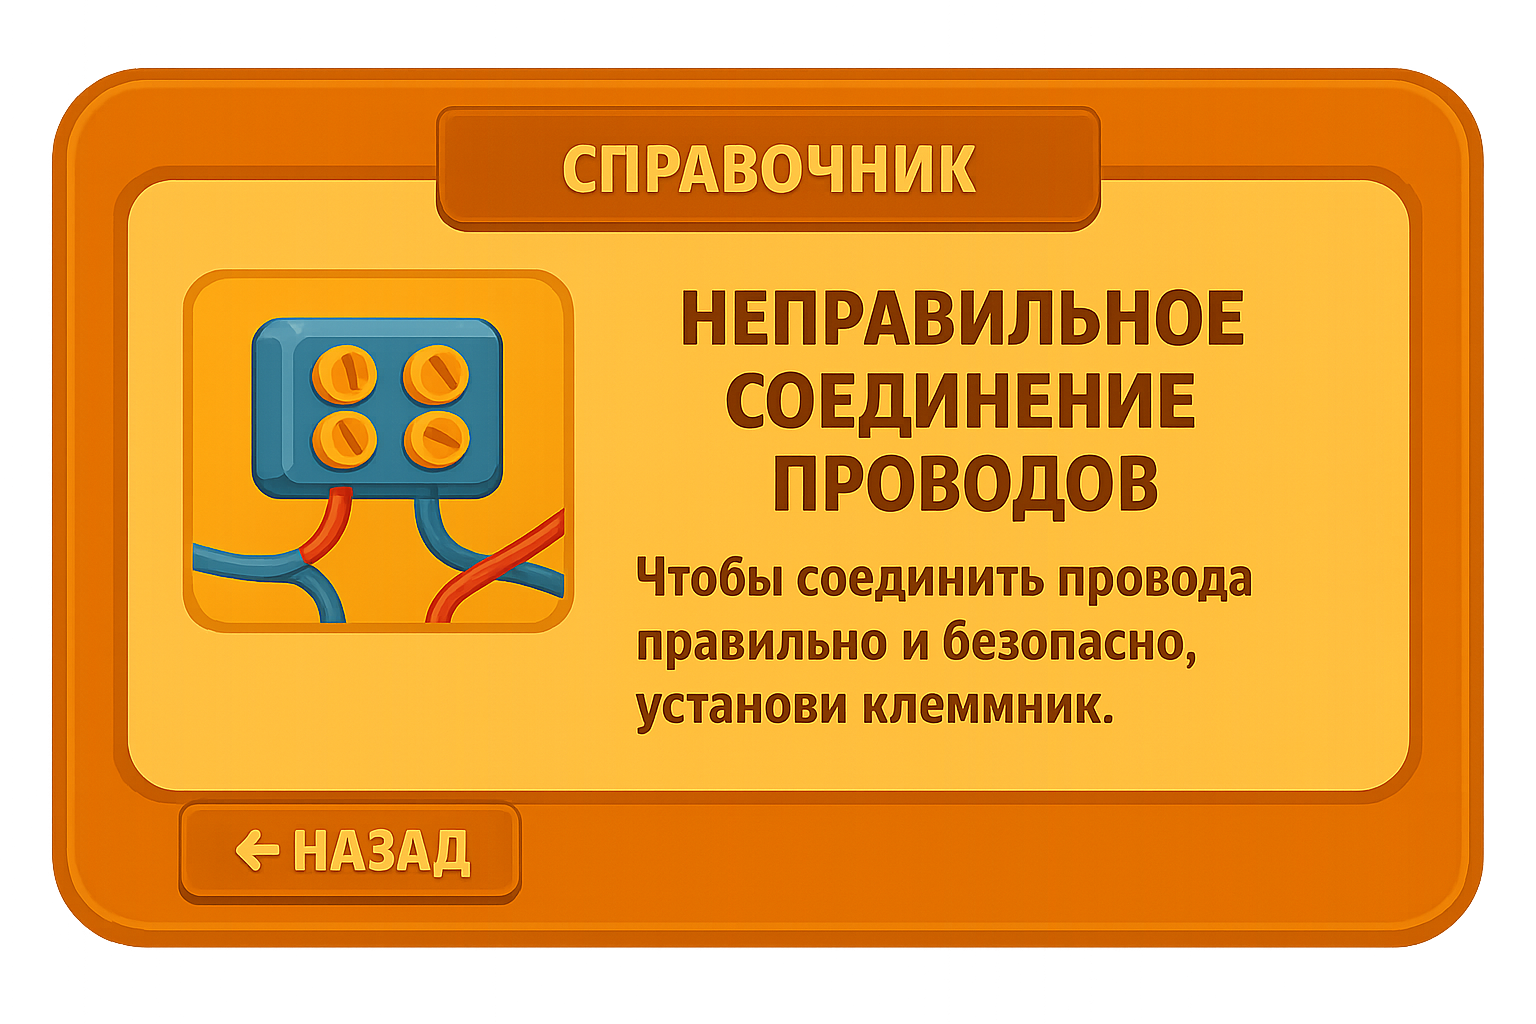 СПРАВОЧНИК
НЕПРАВИЛЬНОЕ
СОЕДИНЕНИЕ
ПРОВОДОВ
Чтобы соединить провода
правильно и безопасно,
установи клеммник.
← НАЗАД